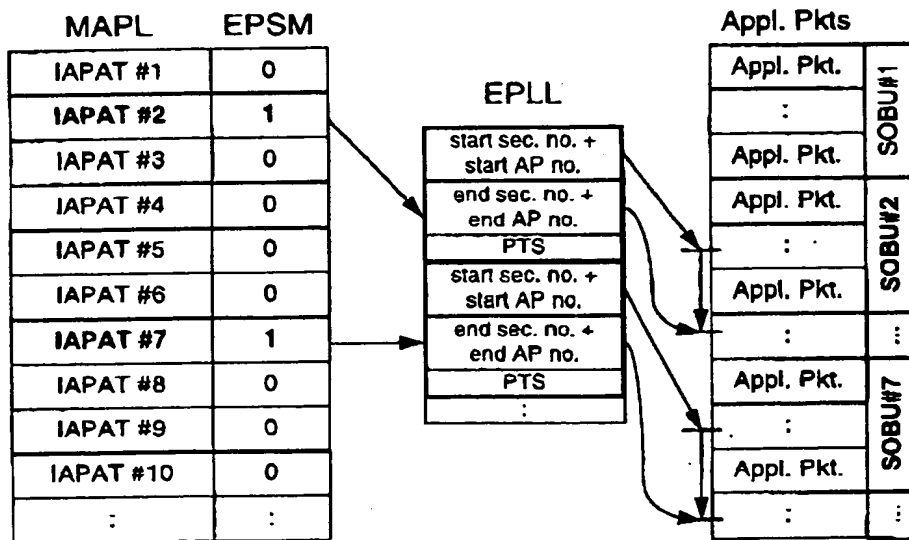 MAPL EPSM
IAPAT #1 0
IAPAT #2 1
IAPAT #3 0
IAPAT #4 0
IAPAT #5 0
IAPAT #6 0
IAPAT #7 1
IAPAT #8 0
IAPAT #9 0
IAPAT #10 0
: :
EPLL
start sec. no. +
start AP no.
end sec. no. +
end AP no.
PTS
start sec. no. +
start AP no.
end sec. no. +
end AP no.
PTS
:
Appl. Pkts
Appl. Pkt.
:
Appl. Pkt.
Appl. Pkt.
:
Appl. Pkt.
:
Appl. Pkt.
:
Appl. Pkt.
:
SOBU#1
SOBU#2
...
SOBU#7
...